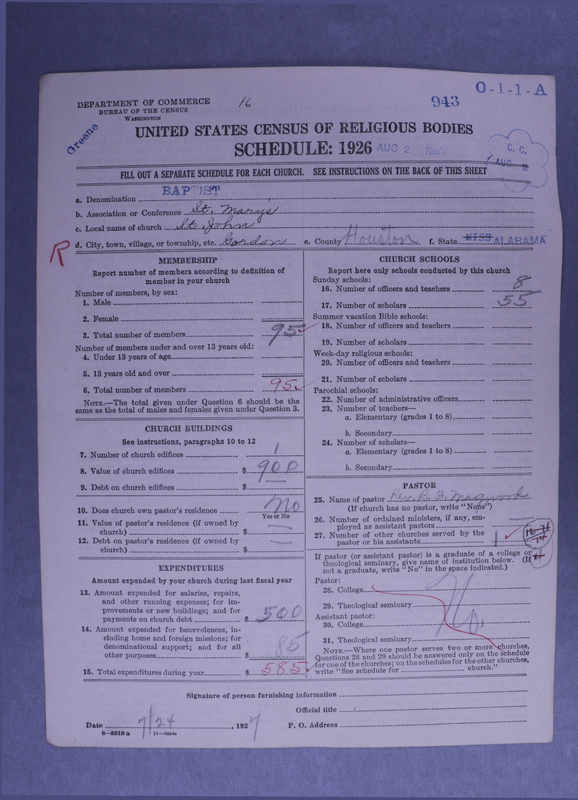 DEPARTMENT OF COMMERCE
BUREAU OF THE CENSUS
WASHINGTON
16
943
O-1-1-A
Greene
UNITED STATES CENSUS OF RELIGIOUS BODIES
SCHEDULE: 1926
AUG 2
C. C.
AUG
FILL OUT A SEPARATE SCHEDULE FOR EACH CHURCH. SEE INSTRUCTIONS ON THE BACK OF THIS SHEET
a. Denomination BAPTIST
b. Association or Conference St. Marys
c. Local name of church St John
R
d. City, town, village, or township, etc. Gordon e. County Houston f. State MISS ALABAMA
MEMBERSHIP
Report number of members according to definition of
member in your church
Number of members, by sex:
1. Male
2. Female
3. Total number of members 95
Number of members under and over 13 years old:
4. Under 13 years of age
5. 13 years old and over
6. Total number of members 95
NOTE.—The total given under Question 6 should be the
same as the total of males and females given under Question 3.
CHURCH BUILDINGS
See instructions, paragraphs 10 to 12
7. Number of church edifices 1
8. Value of church edifices $ 900
9. Debt on church edifices $
10. Does church own pastor's residence No
Yes or No
11. Value of pastor's residence (if owned by
church) $
12. Debt on pastor's residence (if owned by
church) $
EXPENDITURES
Amount expended by your church during last fiscal year
13. Amount expended for salaries, repairs,
and other running expenses; for im-
provements or new buildings; and for
payments on church debt $ 500
14. Amount expended for benevolences, in-
cluding home and foreign missions; for
denominational support; and for all
other purposes $ 85
15. Total expenditures during year $ 585
CHURCH SCHOOLS
Report here only schools conducted by this church
Sunday schools:
16. Number of officers and teachers 8
17. Number of scholars 55
Summer vacation Bible schools:
18. Number of officers and teachers
19. Number of scholars
Week-day religious schools:
20. Number of officers and teachers
21. Number of scholars
Parochial schools:
22. Number of administrative officers
23. Number of teachers—
a. Elementary (grades 1 to 8)
b. Secondary
24. Number of scholars—
a. Elementary (grades 1 to 8)
b. Secondary
PASTOR
25. Name of pastor Rev.
(If church has no pastor, write "None")
26. Number of ordained ministers, if any, em-
ployed as assistant pastors
27. Number of other churches served by the
pastor or his assistants 1
If pastor (or assistant pastor) is a graduate of a college or
theological seminary, give name of institution below. (If
not a graduate, write "No" in the space indicated.)
Pastor:
28. College
No.
29. Theological seminary
Assistant pastor:
30. College
31. Theological seminary
NOTE.—Where one pastor serves two or more churches,
Questions 28 and 29 should be answered only on the schedule
for one of the churches; on the schedules for the other churches,
write "See schedule for church."
Signature of person furnishing information
Official title
Date 7/24, 1927
P. O. Address
8-5518a